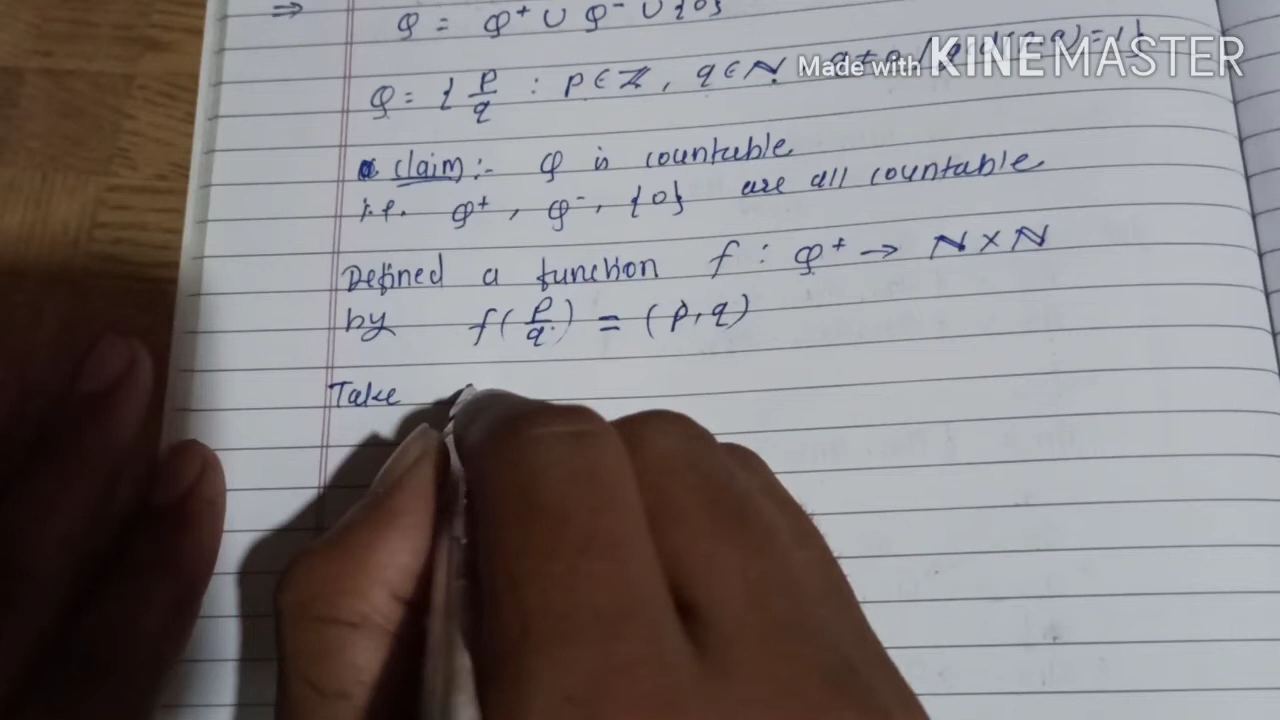 ⇒ Q = Q⁺ ∪ Q⁻ ∪ {0}
Q = { p/q : p ∈ Z, q ∈ N
Made with KINEMASTER
claim :- Q is countable
i.e. Q⁺, Q⁻, {0} are all countable
Defined a function f : Q⁺ → N × N
by f(p/q) = (p, q)
Take